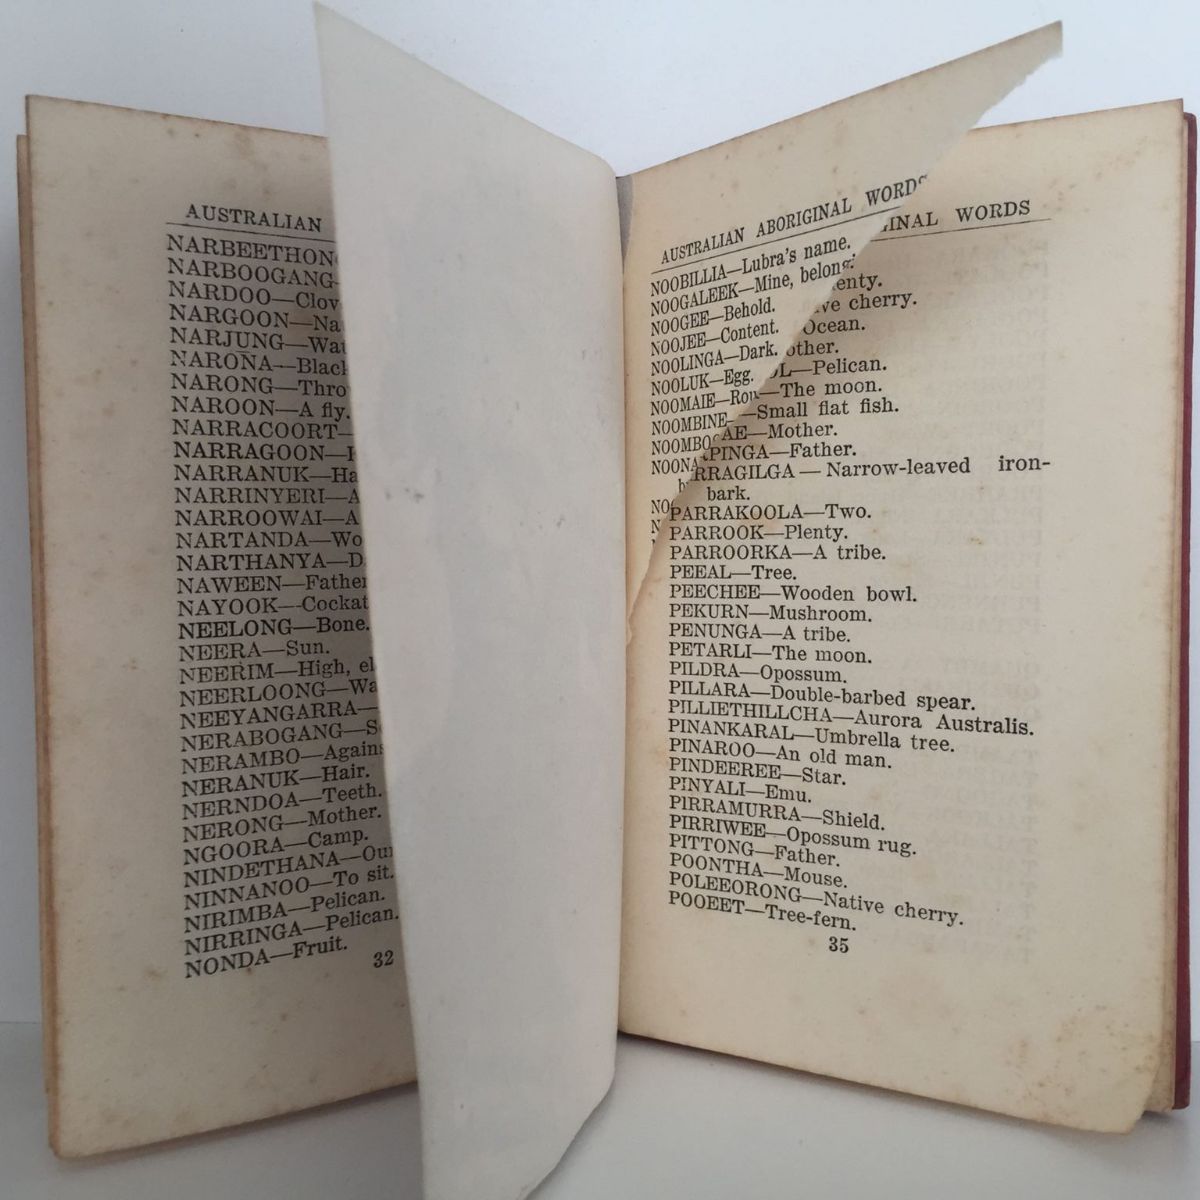 AUSTRALIAN
NARBEETHON
NARBOOGANG—
NARDOO—Clov
NARGOON—Na
NARJUNG—Wat
NARONA—Black
NARONG—Thro
NAROON—A fly.
NARRACOORT—
NARRAGOON—
NARRANUK—Ha
NARRINYERI—A
NARROOWAI—A
NARTANDA—Wo
NARTHANYA—D
NAWEEN—Father
NAYOOK—Cockat
NEELONG—Bone.
NEERA—Sun.
NEERIM—High, el
NEERLOONG—Wa
NEEYANGARRA—
NERABOGANG—S
NERAMBO—Agains
NERANUK—Hair.
NERNDOA—Teeth.
NERONG—Mother.
NGOORA—Camp.
NINDETHANA—Our
NINNANOO—To sit.
NIRIMBA—Pelican.
NIRRINGA—Pelican.
NONDA—Fruit.
32
AUSTRALIAN ABORIGINAL WORDS
NOOBILLIA—Lubra's name.
NOOGALEEK—Mine, belongi
NOOGEE—Behold.
NOOJEE—Content.
NOOLINGA—Dark.
NOOLUK—Egg.
NOOMAIE—Rou
NOOMBINE—
NOOMBO
NOONA
b
NO
N
GINAL WORDS
enty.
ve cherry.
Ocean.
other.
OL—Pelican.
—The moon.
—Small flat fish.
AE—Mother.
PINGA—Father.
RRAGILGA—Narrow-leaved iron-
bark.
PARRAKOOLA—Two.
PARROOK—Plenty.
PARROORKA—A tribe.
PEEAL—Tree.
PEECHEE—Wooden bowl.
PEKURN—Mushroom.
PENUNGA—A tribe.
PETARLI—The moon.
PILDRA—Opossum.
PILLARA—Double-barbed spear.
PILLIETHILLCHA—Aurora Australis.
PINANKARAL—Umbrella tree.
PINAROO—An old man.
PINDEEREE—Star.
PINYALI—Emu.
PIRRAMURRA—Shield.
PIRRIWEE—Opossum rug.
PITTONG—Father.
POONTHA—Mouse.
POLEEORONG—Native cherry.
POOEET—Tree-fern.
35